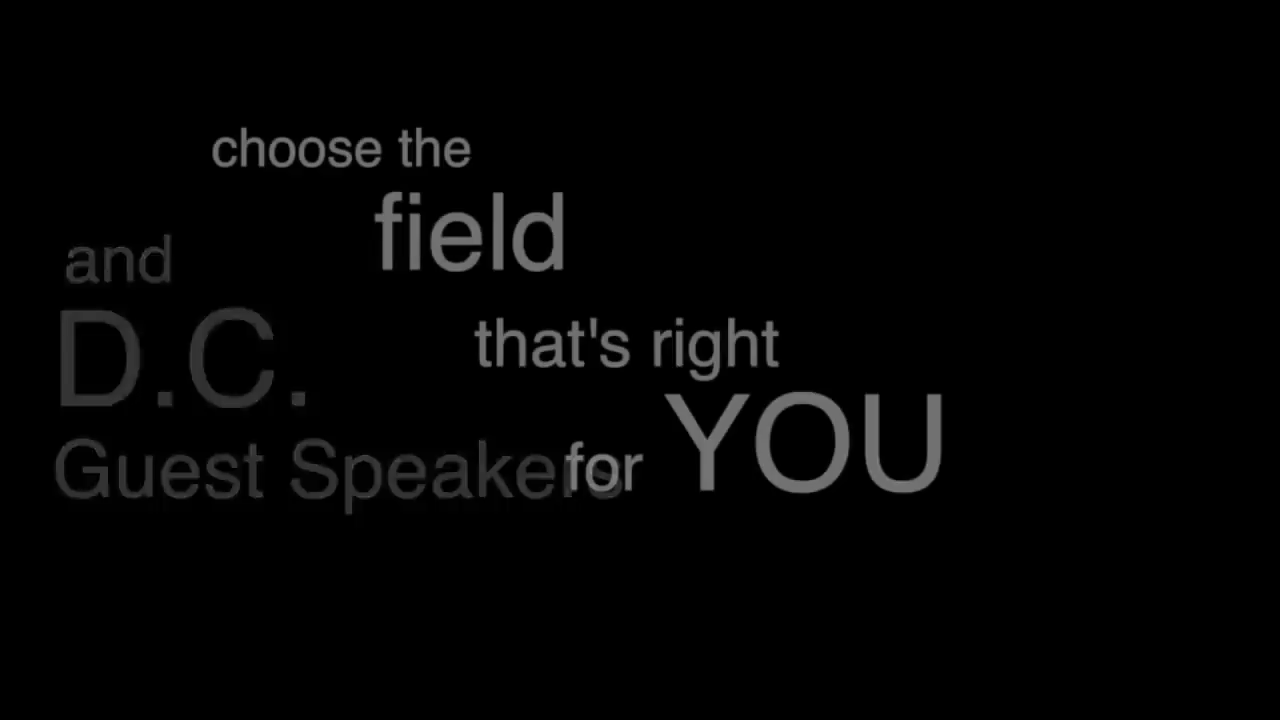 choose the
field
that's right
for YOU
and
D.C.
Guest Speakers